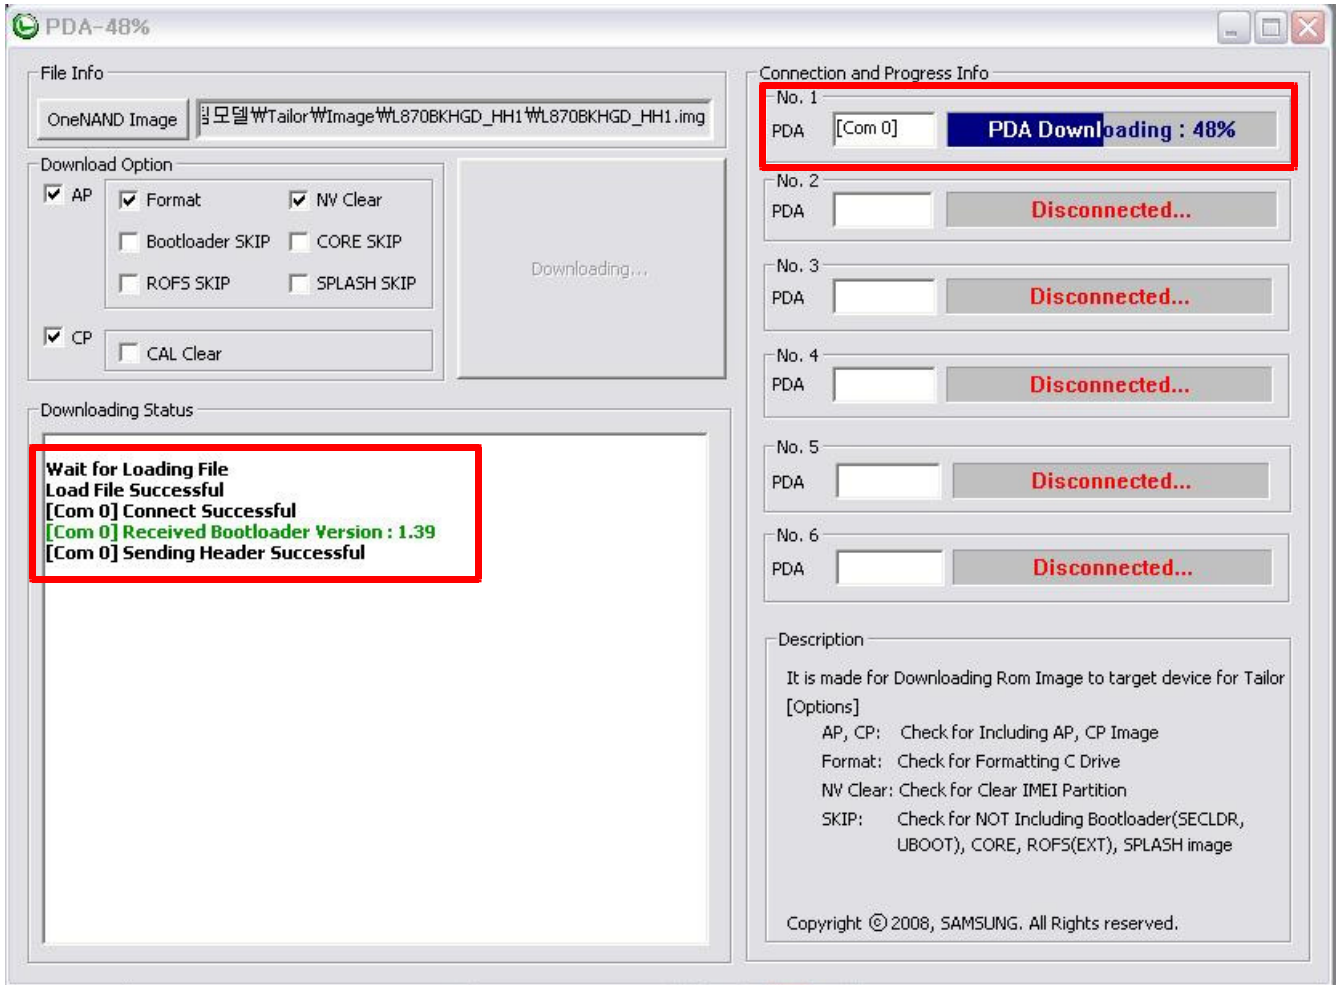 PDA-48%
File Info
OneNAND Image
모델₩Tailor₩Image₩L870BKHGD_HH1₩L870BKHGD_HH1.img
Download Option
AP
Format
NV Clear
Bootloader SKIP
CORE SKIP
ROFS SKIP
SPLASH SKIP
CP
CAL Clear
Downloading...
Downloading Status
Wait for Loading File
Load File Successful
[Com 0] Connect Successful
[Com 0] Received Bootloader Version : 1.39
[Com 0] Sending Header Successful
Connection and Progress Info
No. 1
PDA [Com 0] PDA Downloading : 48%
No. 2
PDA Disconnected...
No. 3
PDA Disconnected...
No. 4
PDA Disconnected...
No. 5
PDA Disconnected...
No. 6
PDA Disconnected...
Description
It is made for Downloading Rom Image to target device for Tailor
[Options]
AP, CP: Check for Including AP, CP Image
Format: Check for Formatting C Drive
NV Clear: Check for Clear IMEI Partition
SKIP: Check for NOT Including Bootloader(SECLDR,
UBOOT), CORE, ROFS(EXT), SPLASH image
Copyright ⓒ 2008, SAMSUNG. All Rights reserved.